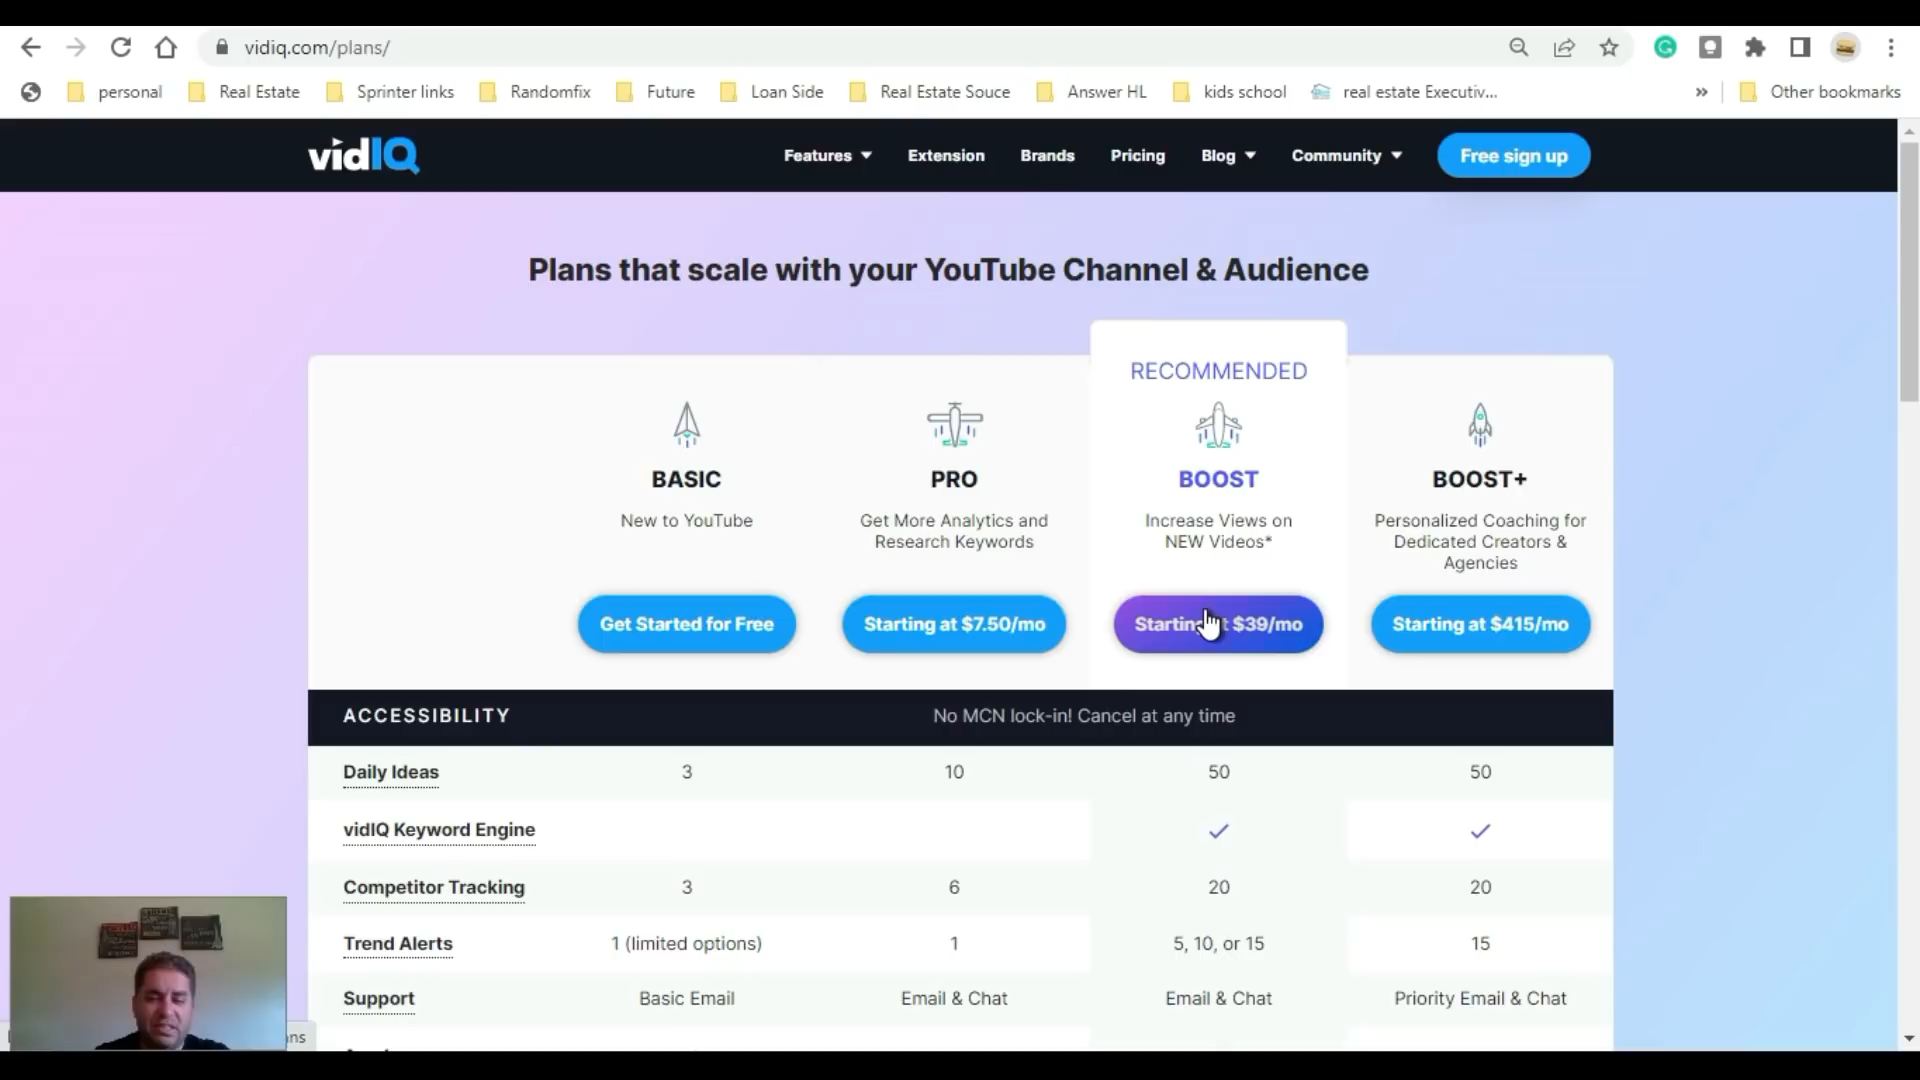 vidiq.com/plans/
personal Real Estate Sprinter links Randomfix Future Loan Side Real Estate Souce Answer HL kids school real estate Executiv... » Other bookmarks
vidIQ Features Extension Brands Pricing Blog Community Free sign up
Plans that scale with your YouTube Channel & Audience
RECOMMENDED
BASIC PRO BOOST BOOST+
New to YouTube Get More Analytics and Increase Views on Personalized Coaching for
Research Keywords NEW Videos* Dedicated Creators &
Agencies
Get Started for Free Starting at $7.50/mo Starting $39/mo Starting at $415/mo
ACCESSIBILITY No MCN lock-in! Cancel at any time
Daily Ideas 3 10 50 50
vidIQ Keyword Engine
Competitor Tracking 3 6 20 20
Trend Alerts 1 (limited options) 1 5, 10, or 15 15
Support Basic Email Email & Chat Email & Chat Priority Email & Chat
ans